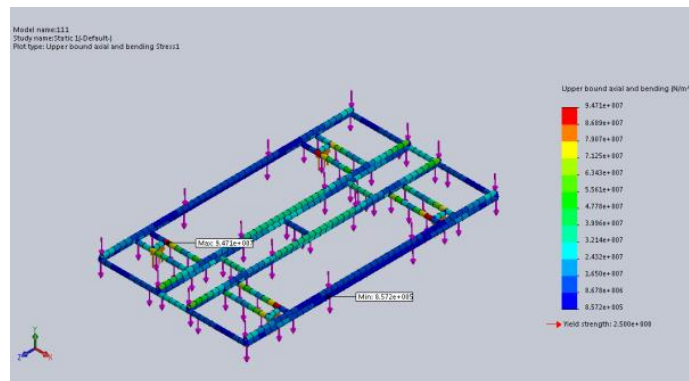 Model name:111
Study name:Static 1(-Default-)
Plot type: Upper bound axial and bending Stress1
Upper bound axial and bending (N/m^
9.471e+007
8.689e+007
7.907e+007
7.125e+007
6.343e+007
5.561e+007
4.778e+007
3.996e+007
3.214e+007
2.432e+007
1.650e+007
8.678e+006
8.572e+005
Yield strength: 2.500e+008
Max: 9.471e+007
Min: 8.572e+005
Y
Z
X